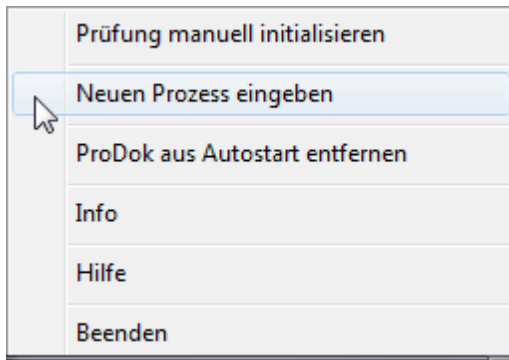 Prüfung manuell initialisieren
Neuen Prozess eingeben
ProDok aus Autostart entfernen
Info
Hilfe
Beenden